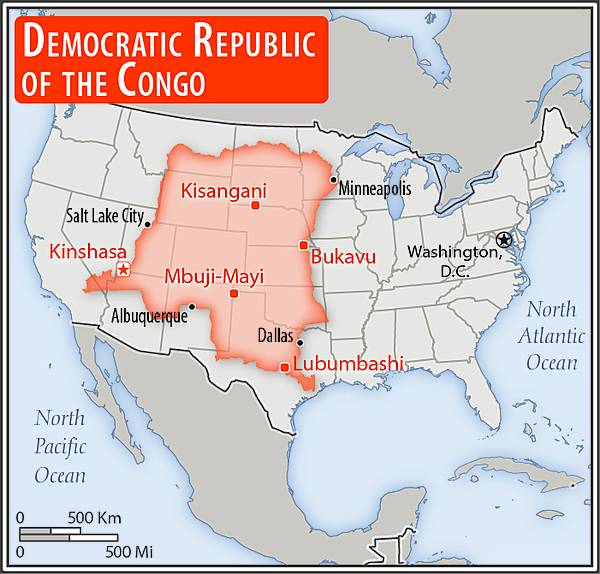 DEMOCRATIC REPUBLIC
OF THE CONGO
Kisangani
Minneapolis
Salt Lake City
Kinshasa
Bukavu
Washington,
D.C.
Mbuji-Mayi
Albuquerque
Dallas
Lubumbashi
North
Atlantic
Ocean
North
Pacific
Ocean
0 500 Km
0 500 Mi